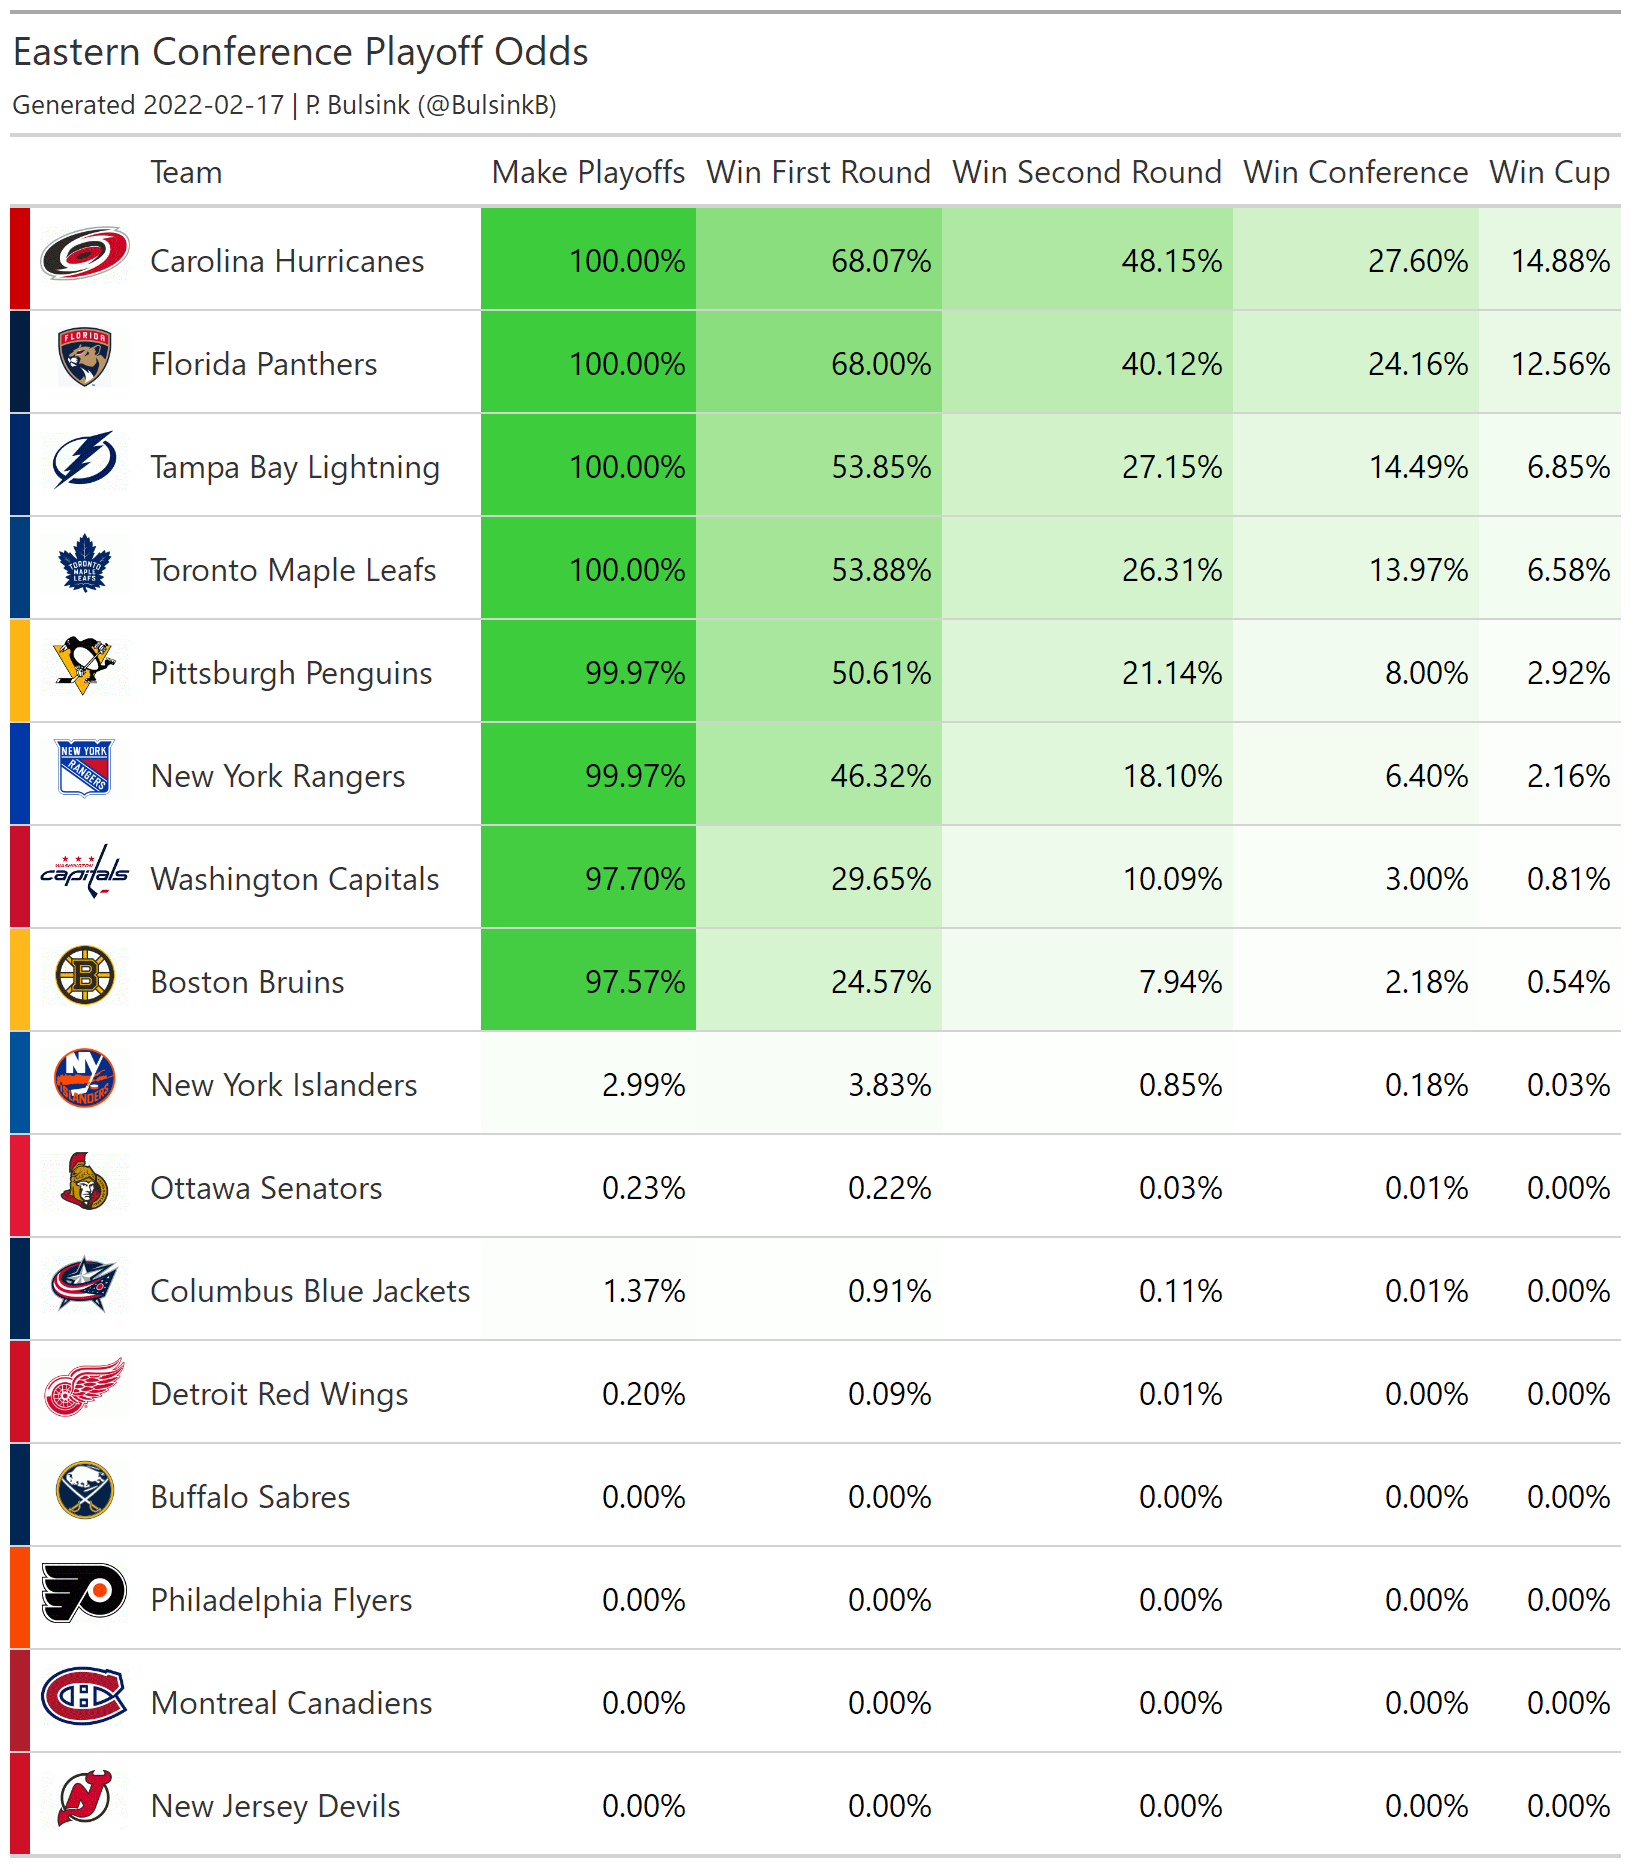 Eastern Conference Playoff Odds
Generated 2022-02-17 | P. Bulsink (@BulsinkB)
Team Make Playoffs Win First Round Win Second Round Win Conference Win Cup
Carolina Hurricanes 100.00% 68.07% 48.15% 27.60% 14.88%
FLORIDA
Florida Panthers 100.00% 68.00% 40.12% 24.16% 12.56%
Tampa Bay Lightning 100.00% 53.85% 27.15% 14.49% 6.85%
TORONTO
MAPLE
LEAFS
Toronto Maple Leafs 100.00% 53.88% 26.31% 13.97% 6.58%
Pittsburgh Penguins 99.97% 50.61% 21.14% 8.00% 2.92%
NEW YORK
RANGERS
New York Rangers 99.97% 46.32% 18.10% 6.40% 2.16%
WASHINGTON
capitals
Washington Capitals 97.70% 29.65% 10.09% 3.00% 0.81%
B
Boston Bruins 97.57% 24.57% 7.94% 2.18% 0.54%
NY
ISLANDERS
New York Islanders 2.99% 3.83% 0.85% 0.18% 0.03%
Ottawa Senators 0.23% 0.22% 0.03% 0.01% 0.00%
Columbus Blue Jackets 1.37% 0.91% 0.11% 0.01% 0.00%
Detroit Red Wings 0.20% 0.09% 0.01% 0.00% 0.00%
Buffalo Sabres 0.00% 0.00% 0.00% 0.00% 0.00%
Philadelphia Flyers 0.00% 0.00% 0.00% 0.00% 0.00%
Montreal Canadiens 0.00% 0.00% 0.00% 0.00% 0.00%
New Jersey Devils 0.00% 0.00% 0.00% 0.00% 0.00%